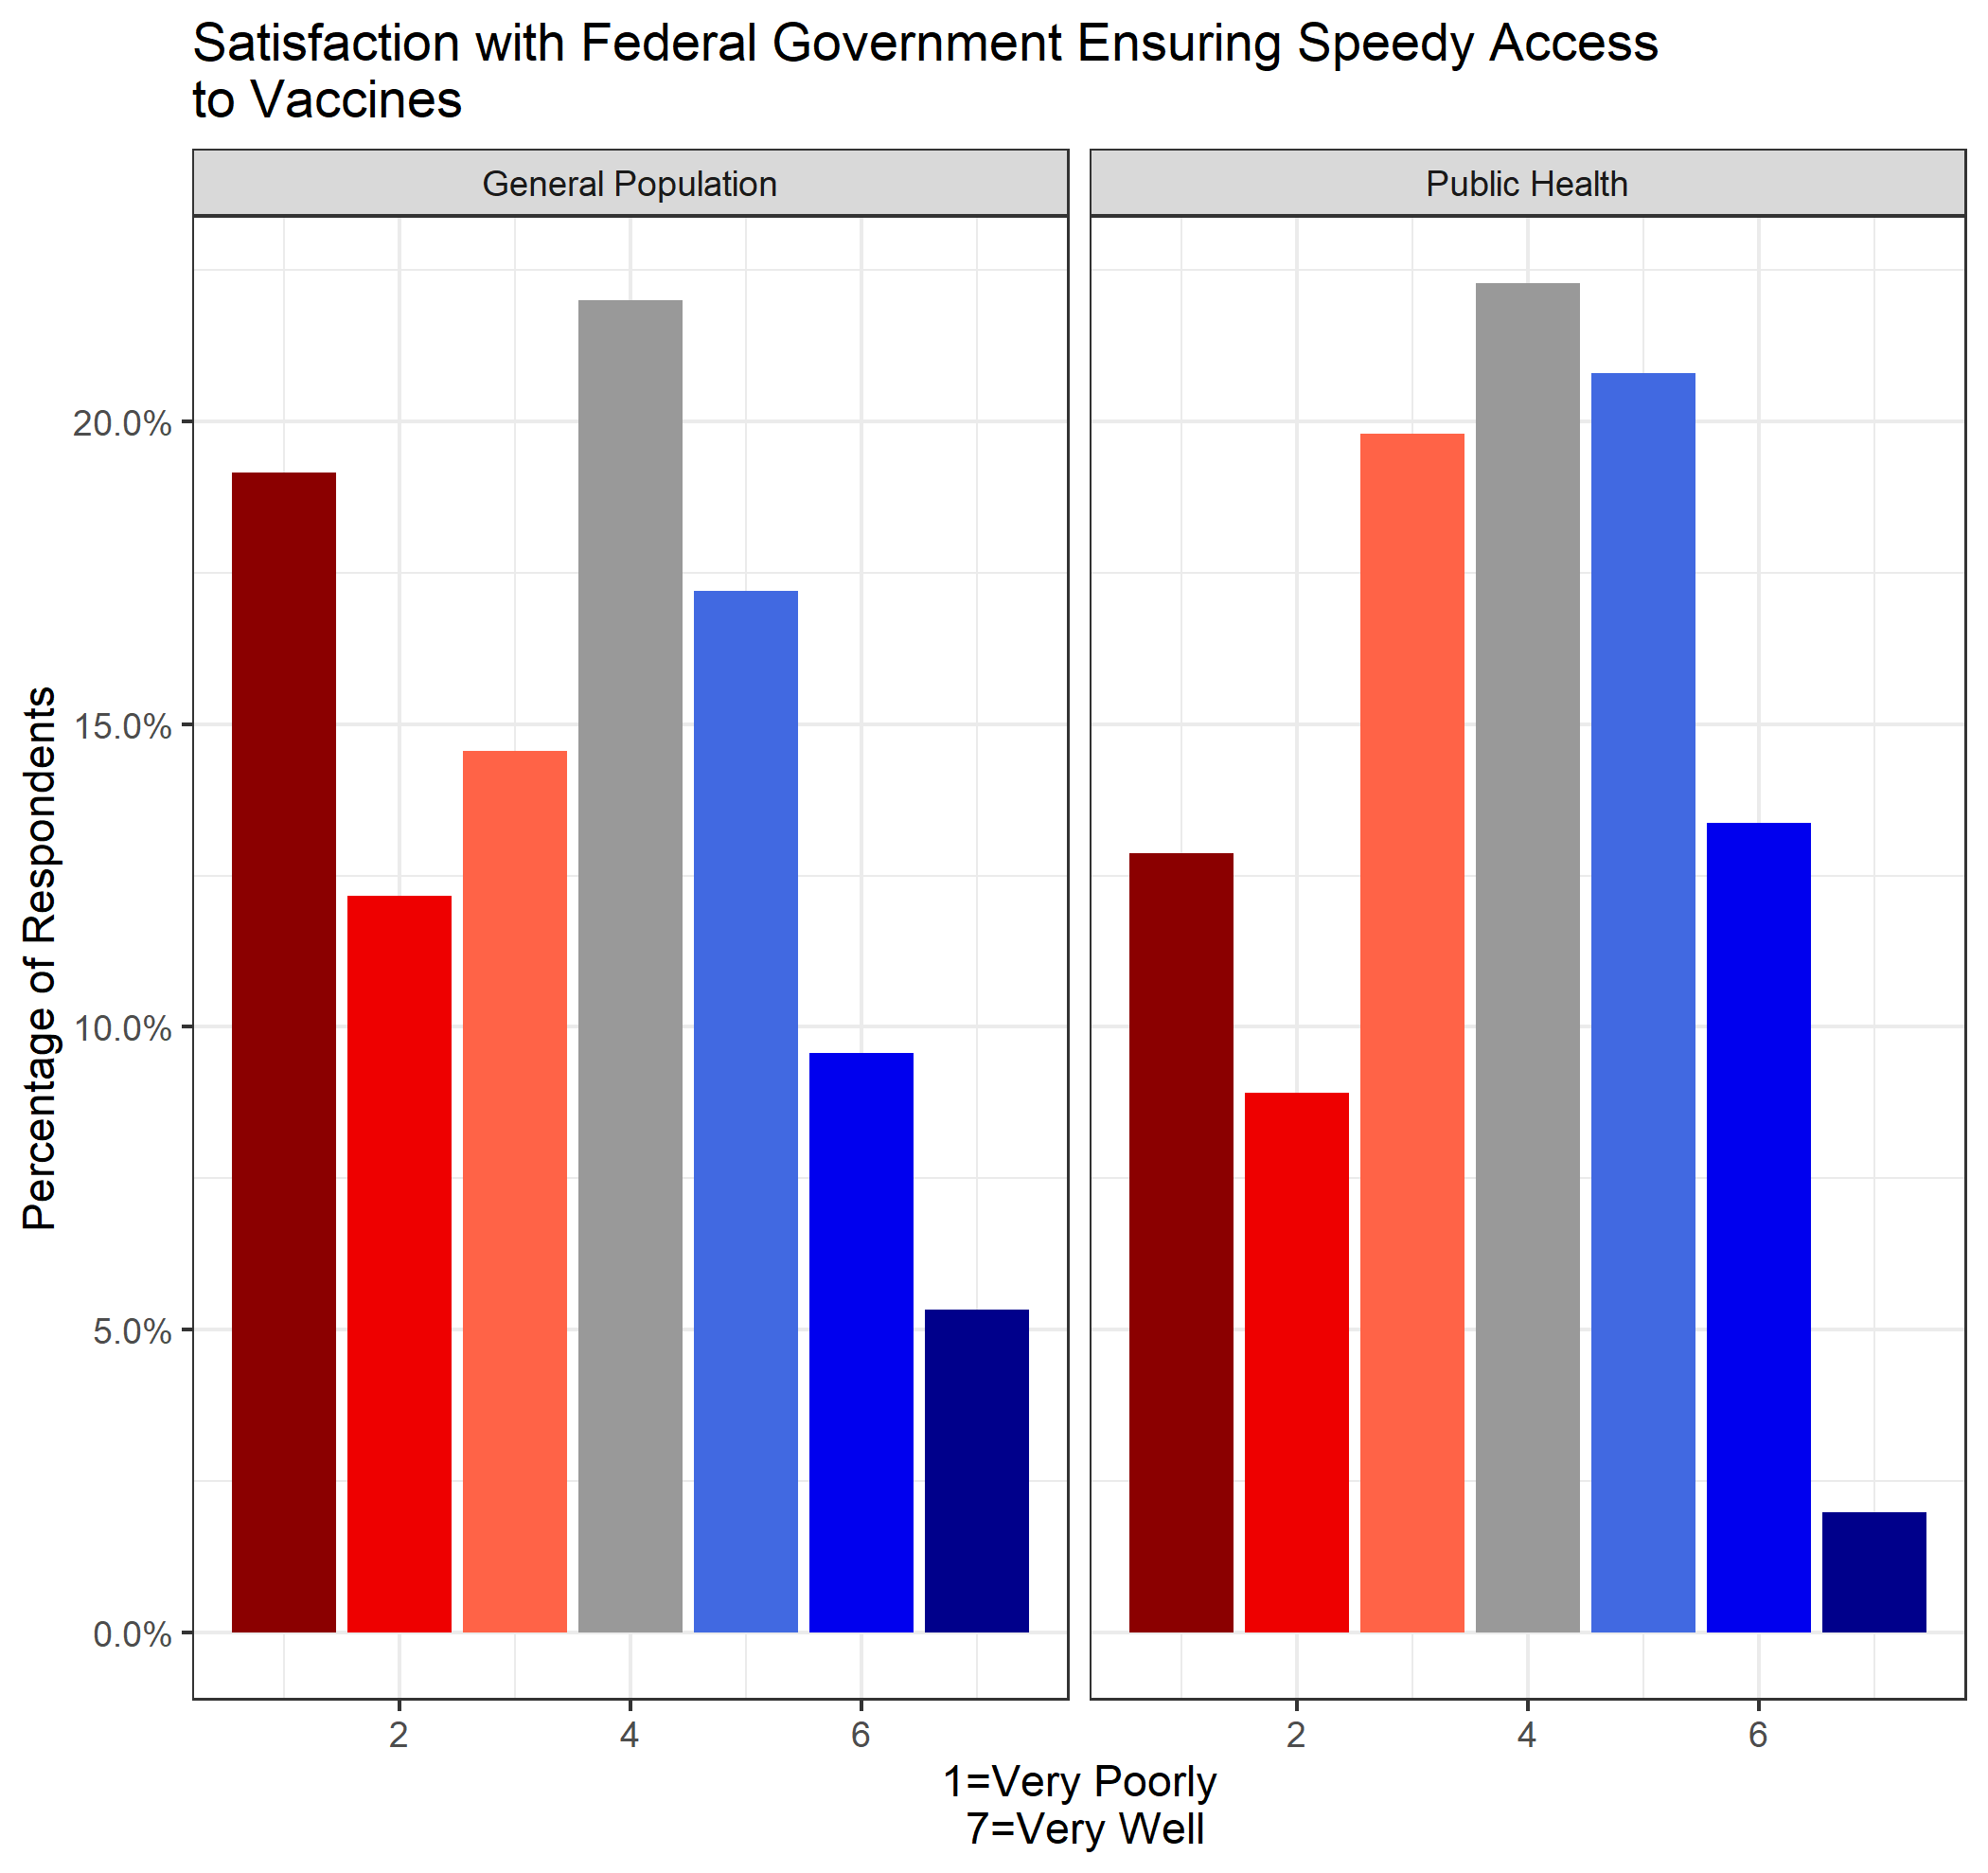 Satisfaction with Federal Government Ensuring Speedy Access
to Vaccines
General Population
Public Health
Percentage of Respondents
20.0%
15.0%
10.0%
5.0%
0.0%
2 4 6
2 4 6
1=Very Poorly
7=Very Well